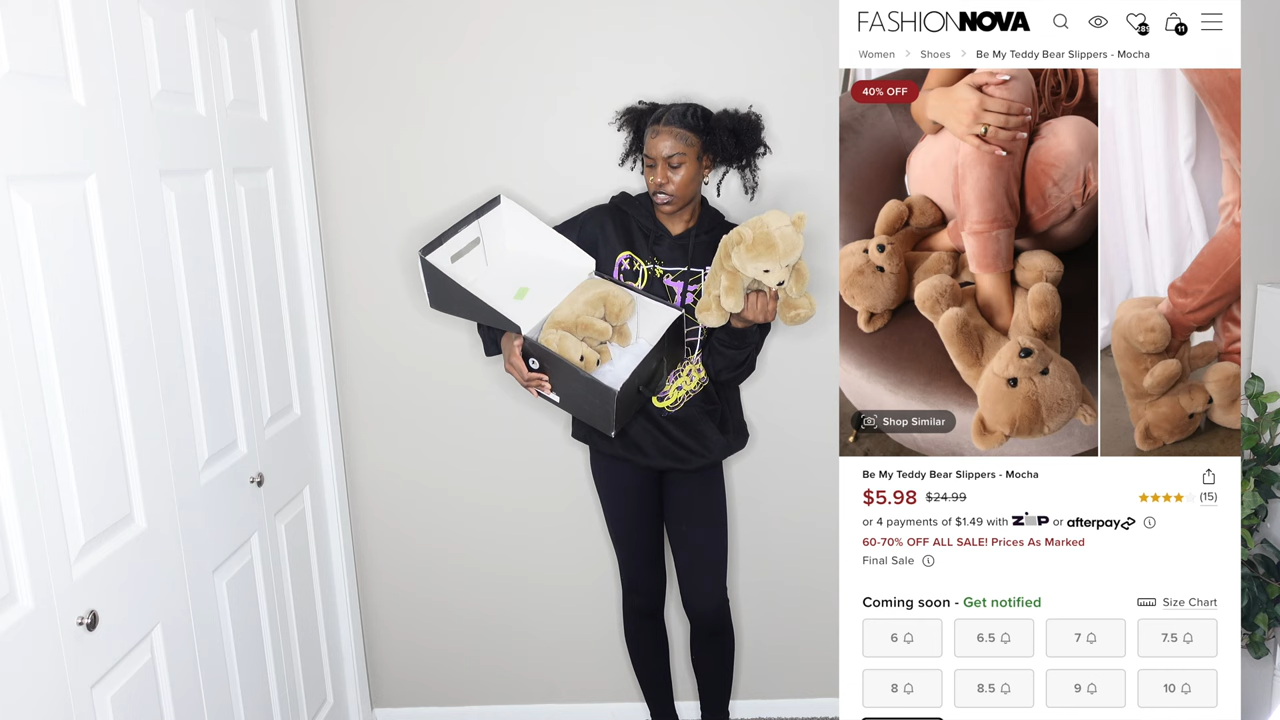 FASHIONNOVA
11
Women > Shoes > Be My Teddy Bear Slippers - Mocha
40% OFF
Shop Similar
Be My Teddy Bear Slippers - Mocha
$5.98 $24.99
(15)
or 4 payments of $1.49 with ZIP or afterpay
60-70% OFF ALL SALE! Prices As Marked
Final Sale
Coming soon - Get notified
Size Chart
6
6.5
7
7.5
8
8.5
9
10